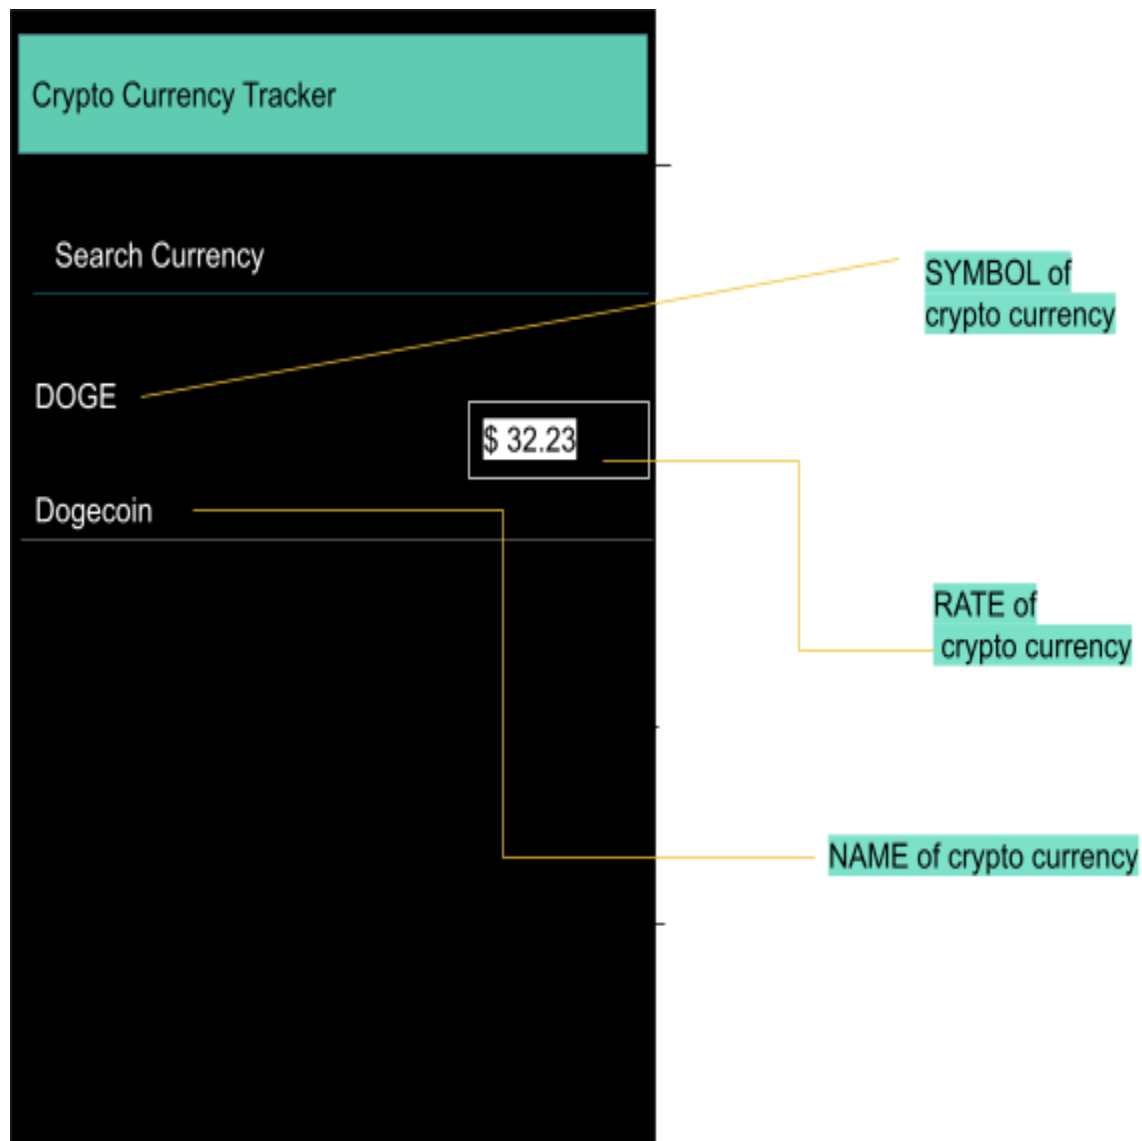 Crypto Currency Tracker
Search Currency
SYMBOL of
crypto currency
DOGE
$ 32.23
Dogecoin
RATE of
crypto currency
NAME of crypto currency